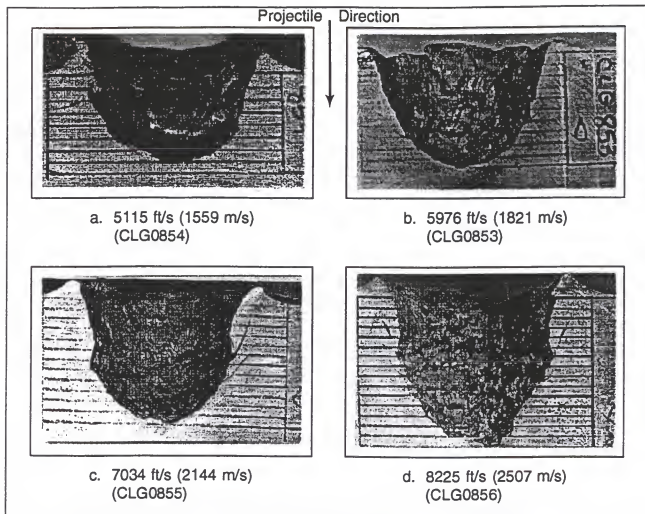 Projectile Direction
a. 5115 ft/s (1559 m/s)
(CLG0854)
b. 5976 ft/s (1821 m/s)
(CLG0853)
c. 7034 ft/s (2144 m/s)
(CLG0855)
d. 8225 ft/s (2507 m/s)
(CLG0856)